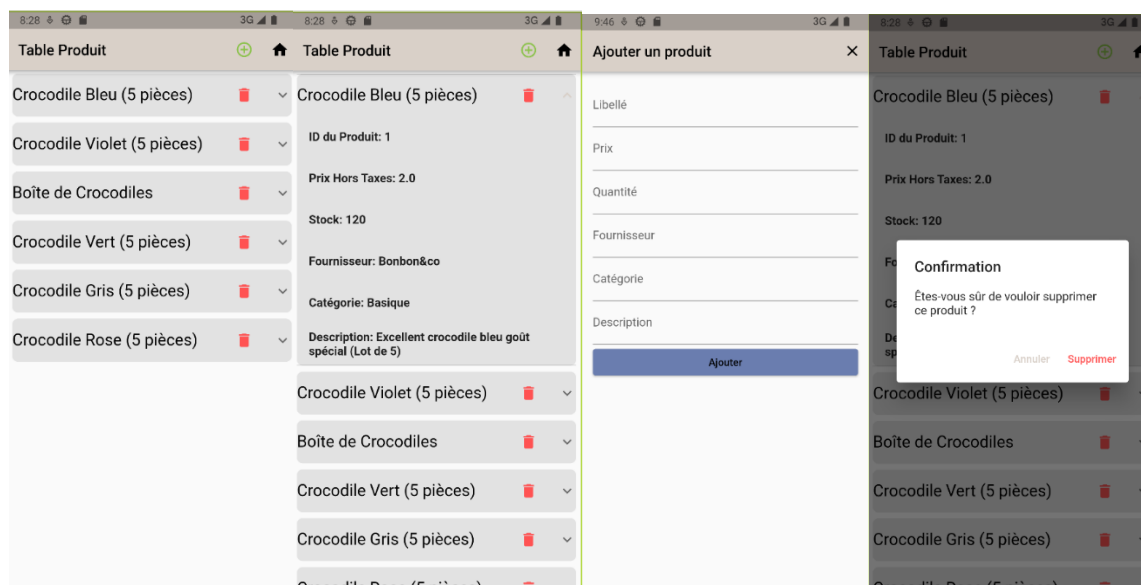 8:28
3G
Table Produit
Crocodile Bleu (5 pièces)
Crocodile Violet (5 pièces)
Boîte de Crocodiles
Crocodile Vert (5 pièces)
Crocodile Gris (5 pièces)
Crocodile Rose (5 pièces)
8:28
3G
Table Produit
Crocodile Bleu (5 pièces)
ID du Produit: 1
Prix Hors Taxes: 2.0
Stock: 120
Fournisseur: Bonbon&co
Catégorie: Basique
Description: Excellent crocodile bleu goût
spécial (Lot de 5)
Crocodile Violet (5 pièces)
Boîte de Crocodiles
Crocodile Vert (5 pièces)
Crocodile Gris (5 pièces)
9:46
3G
Ajouter un produit
Libellé
Prix
Quantité
Fournisseur
Catégorie
Description
Ajouter
8:28
3G
Table Produit
Crocodile Bleu (5 pièces)
ID du Produit: 1
Prix Hors Taxes: 2.0
Stock: 120
Confirmation
Êtes-vous sûr de vouloir supprimer
ce produit ?
Annuler Supprimer
Crocodile Violet (5 pièces)
Boîte de Crocodiles
Crocodile Vert (5 pièces)
Crocodile Gris (5 pièces)